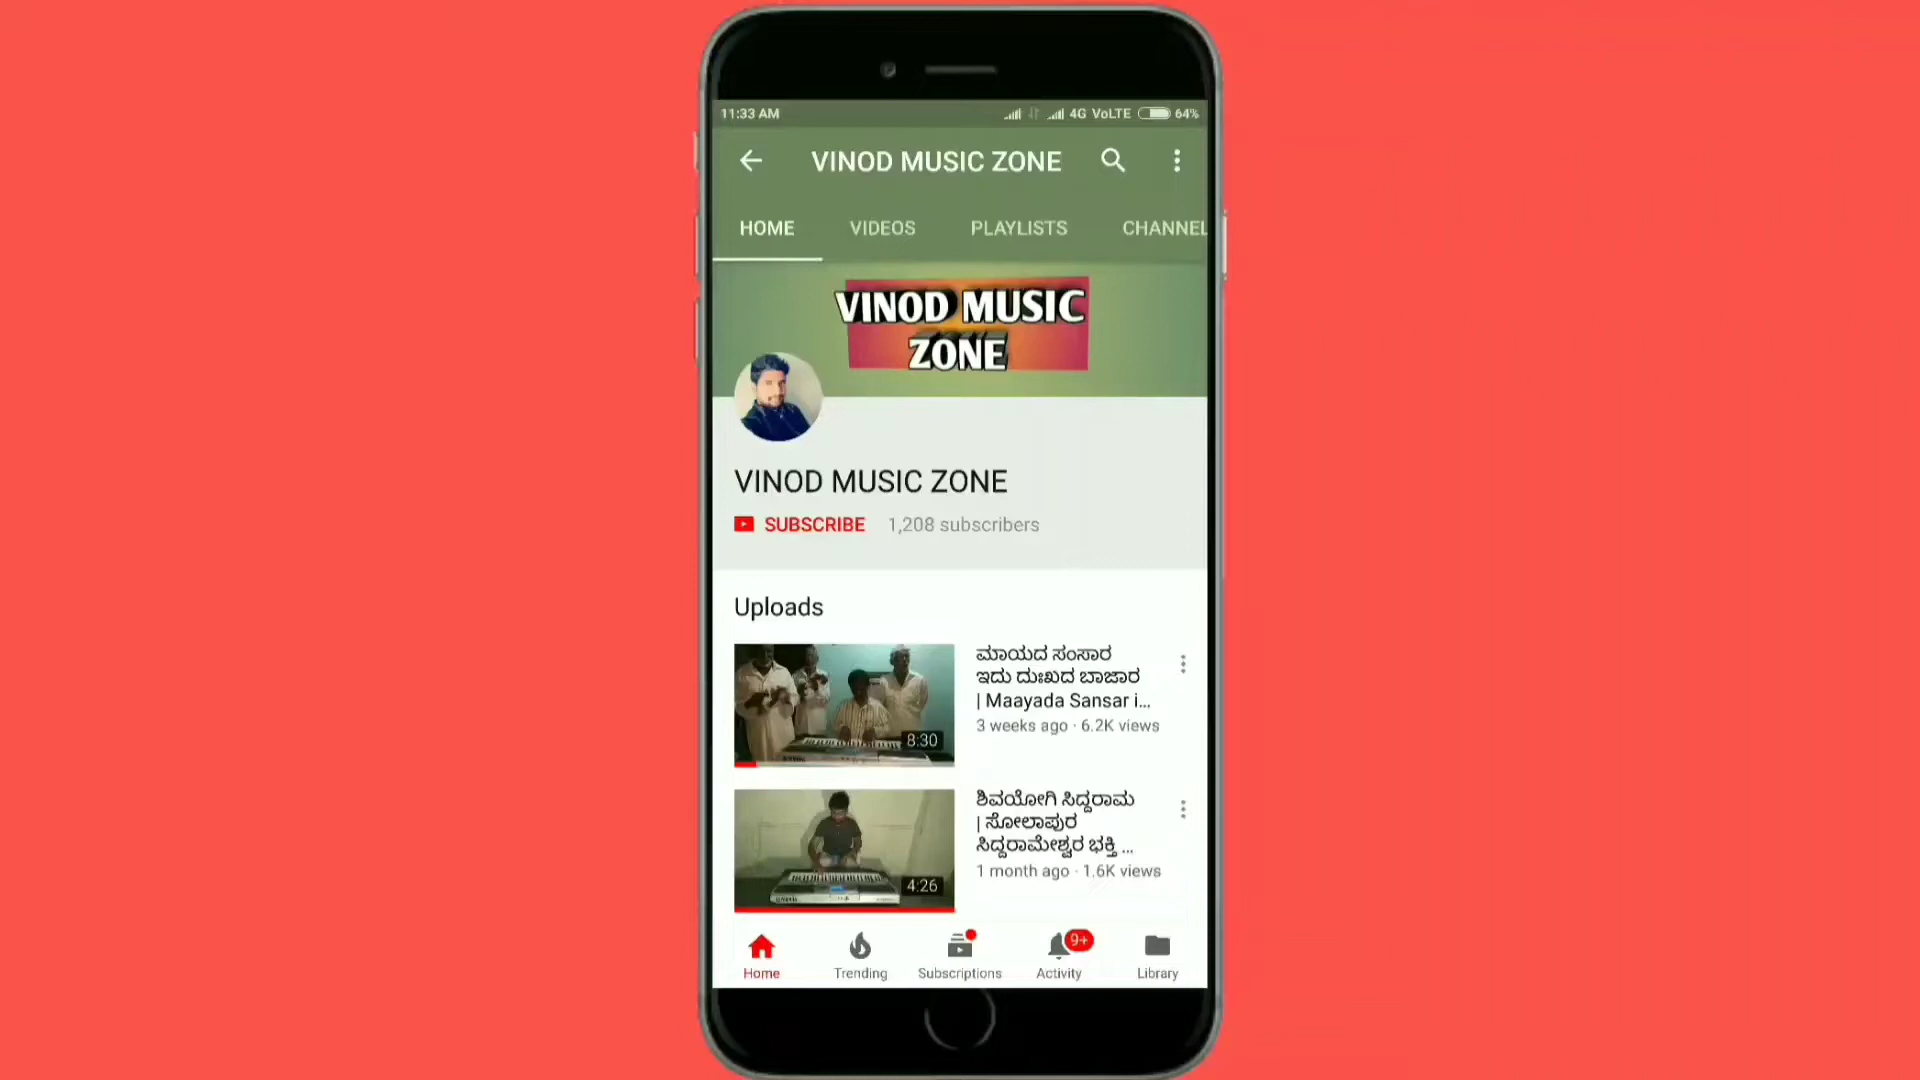 11:33 AM
4G VoLTE 64%
VINOD MUSIC ZONE
HOME VIDEOS PLAYLISTS CHANNEL
VINOD MUSIC
ZONE
VINOD MUSIC ZONE
SUBSCRIBE 1,208 subscribers
Uploads
ಮಾಯದ ಸಂಸಾರ
ಇದು ದುಃಖದ ಬಾಜಾರ
| Maayada Sansar i...
3 weeks ago · 6.2K views
8:30
ಶಿವಯೋಗಿ ಸಿದ್ದರಾಮ
| ಸೋಲಾಪುರ
ಸಿದ್ದರಾಮೇಶ್ವರ ಭಕ್ತಿ ...
1 month ago · 1.6K views
4:26
9+
Home Trending Subscriptions Activity Library